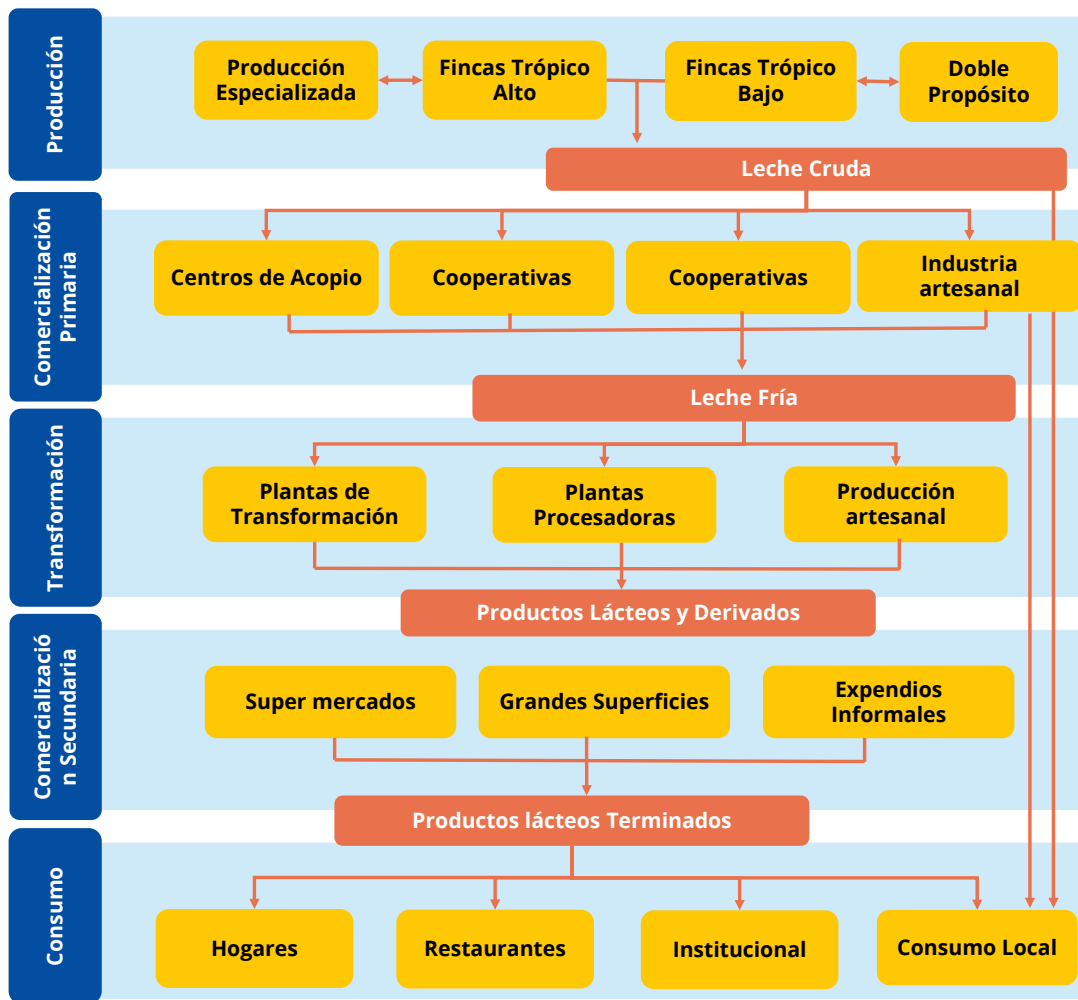 Producción
Producción
Especializada
Fincas Trópico
Alto
Fincas Trópico
Bajo
Doble
Propósito
Leche Cruda
Comercialización
Primaria
Centros de Acopio
Cooperativas
Cooperativas
Industria
artesanal
Leche Fría
Transformación
Plantas de
Transformación
Plantas
Procesadoras
Producción
artesanal
Productos Lácteos y Derivados
Comercializació
n Secundaria
Super mercados
Grandes Superficies
Expendios
Informales
Productos lácteos Terminados
Consumo
Hogares
Restaurantes
Institucional
Consumo Local